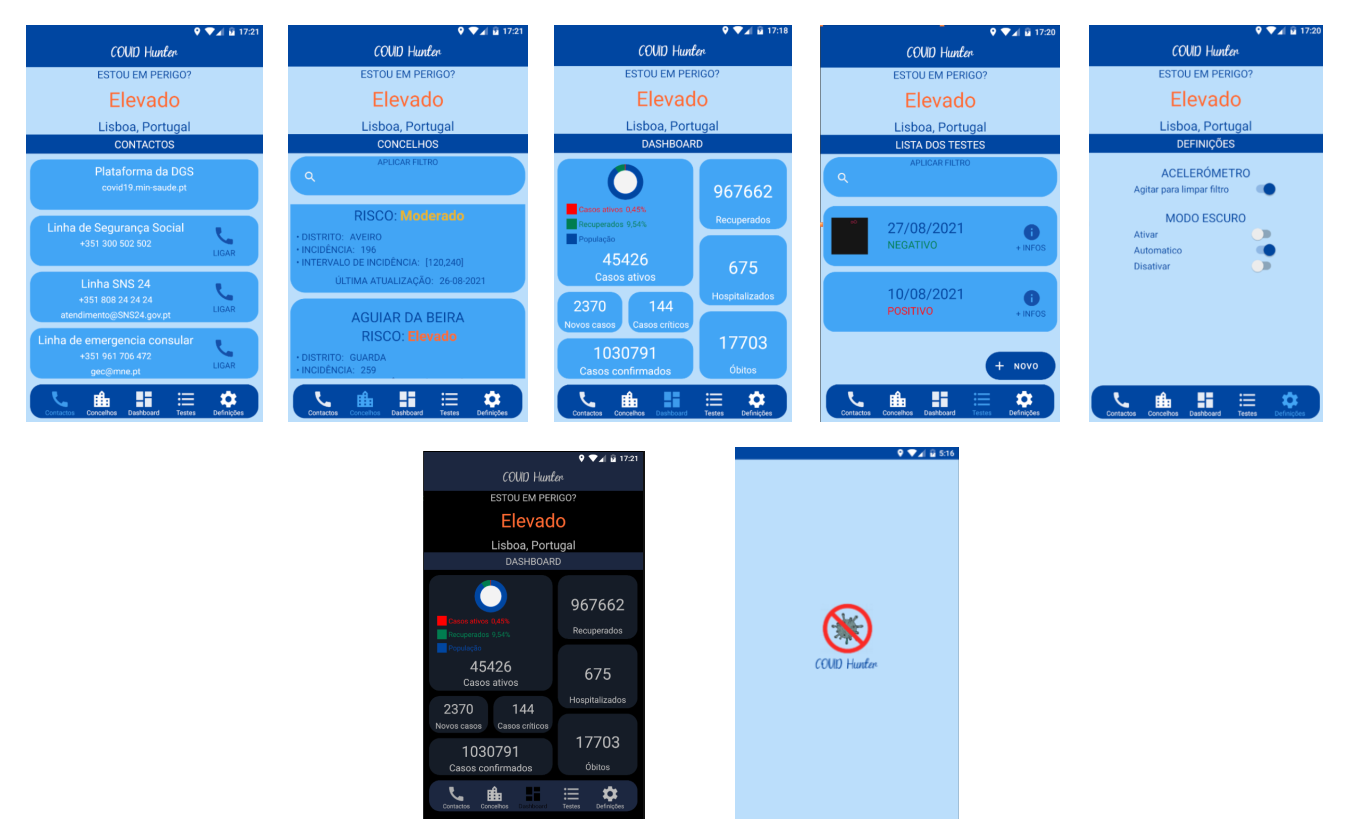 17:21
COVID Hunter
ESTOU EM PERIGO?
Elevado
Lisboa, Portugal
CONTACTOS
Plataforma da DGS
covid19.min-saude.pt
Linha de Segurança Social
+351 300 502 502
LIGAR
Linha SNS 24
+351 808 24 24 24
atendimento@SNS24.gov.pt
LIGAR
Linha de emergencia consular
+351 961 706 472
gec@mne.pt
LIGAR
Contactos Concelhos Dashboard Testes Definições
17:21
COVID Hunter
ESTOU EM PERIGO?
Elevado
Lisboa, Portugal
CONCELHOS
APLICAR FILTRO
RISCO: Moderado
• DISTRITO: AVEIRO
• INCIDÊNCIA: 196
• INTERVALO DE INCIDÊNCIA: [120,240]
ÚLTIMA ATUALIZAÇÃO: 26-08-2021
AGUIAR DA BEIRA
RISCO: Elevado
• DISTRITO: GUARDA
• INCIDÊNCIA: 259
Contactos Concelhos Dashboard Testes Definições
17:18
COVID Hunter
ESTOU EM PERIGO?
Elevado
Lisboa, Portugal
DASHBOARD
Casos ativos 0,45%
Recuperados 9,54%
População
45426
Casos ativos
967662
Recuperados
675
Hospitalizados
2370
Novos casos
144
Casos críticos
1030791
Casos confirmados
17703
Óbitos
Contactos Concelhos Dashboard Testes Definições
17:20
COVID Hunter
ESTOU EM PERIGO?
Elevado
Lisboa, Portugal
LISTA DOS TESTES
APLICAR FILTRO
27/08/2021
NEGATIVO
+ INFOS
10/08/2021
POSITIVO
+ INFOS
+ NOVO
Contactos Concelhos Dashboard Testes Definições
17:20
COVID Hunter
ESTOU EM PERIGO?
Elevado
Lisboa, Portugal
DEFINIÇÕES
ACELERÓMETRO
Agitar para limpar filtro
MODO ESCURO
Ativar
Automatico
Disativar
Contactos Concelhos Dashboard Testes Definições
17:21
COVID Hunter
ESTOU EM PERIGO?
Elevado
Lisboa, Portugal
DASHBOARD
Casos ativos 0,45%
Recuperados 9,54%
População
45426
Casos ativos
967662
Recuperados
675
Hospitalizados
2370
Novos casos
144
Casos críticos
1030791
Casos confirmados
17703
Óbitos
Contactos Concelhos Dashboard Testes Definições
5:16
COVID Hunter